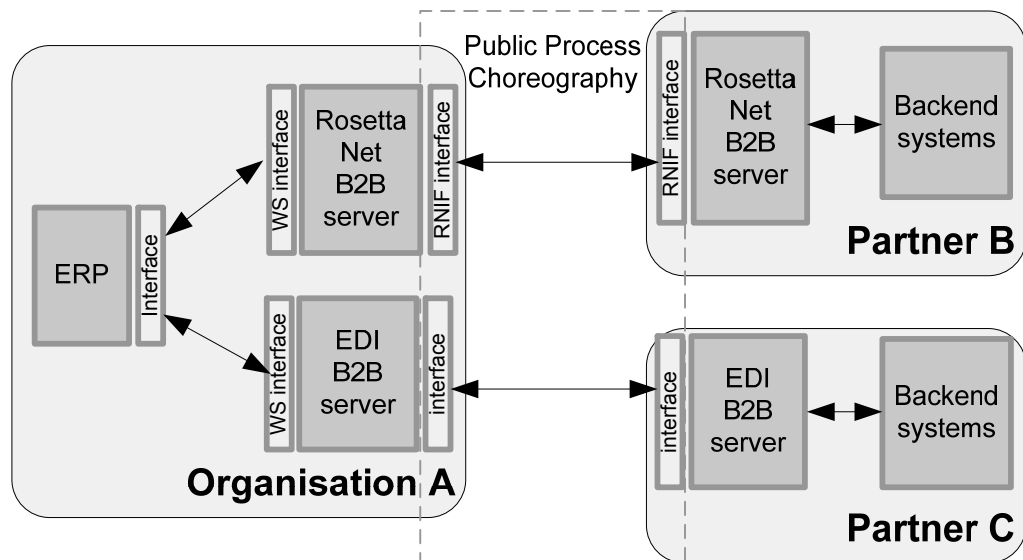 Public Process
Choreography
ERP
Interface
WS interface
Rosetta
Net
B2B
server
RNIF interface
WS interface
EDI
B2B
server
interface
Organisation A
RNIF interface
Rosetta
Net
B2B
server
Backend
systems
Partner B
interface
EDI
B2B
server
Backend
systems
Partner C